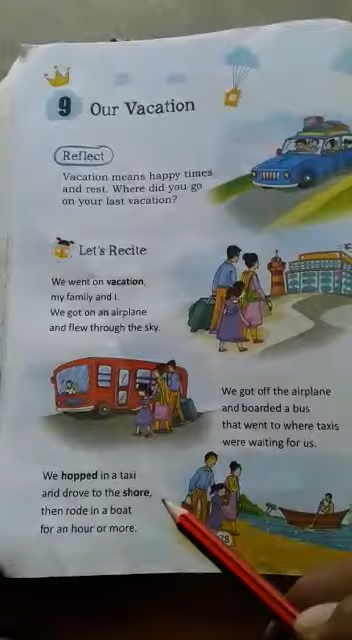 9 Our Vacation
Reflect
Vacation means happy times
and rest. Where did you go
on your last vacation?
Let's Recite
We went on vacation,
my family and i.
We got on an airplane
and flew through the sky.
We got off the airplane
and boarded a bus
that went to where taxis
were waiting for us.
We hopped in a taxi
and drove to the shore,
then rode in a boat
for an hour or more.
78